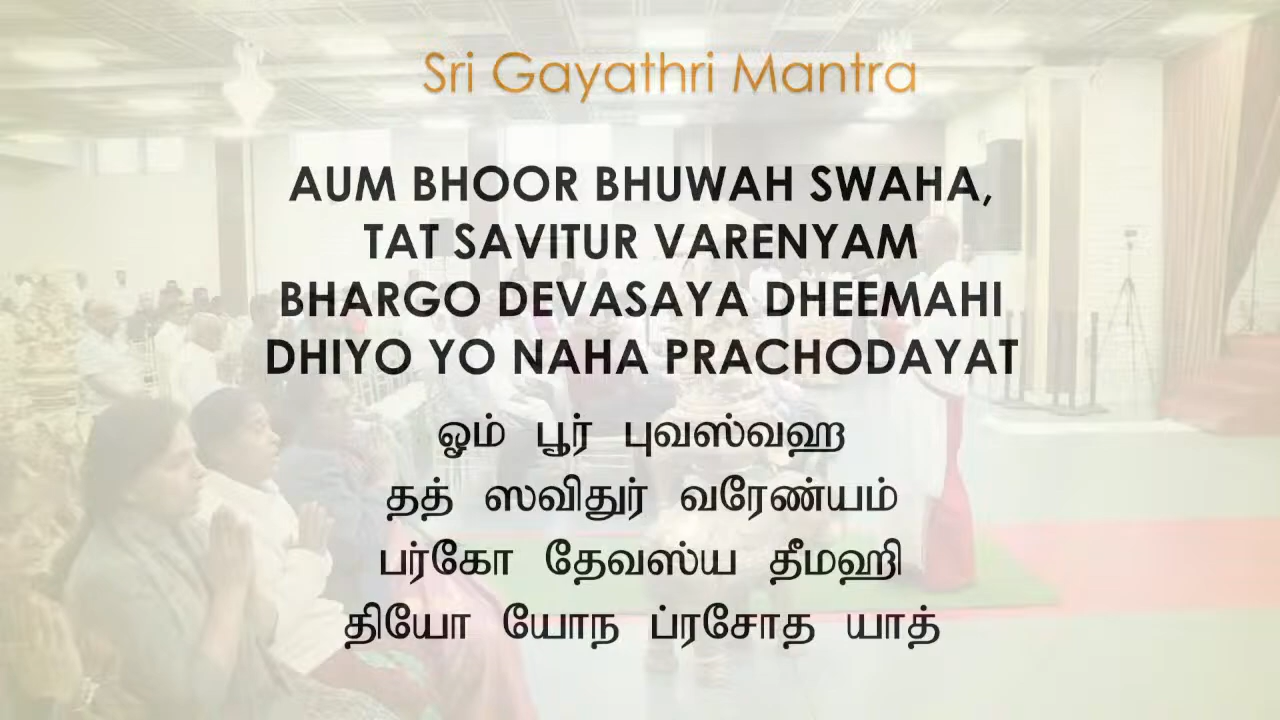 Sri Gayathri Mantra
AUM BHOOR BHUWAH SWAHA,
TAT SAVITUR VARENYAM
BHARGO DEVASAYA DHEEMAHI
DHIYO YO NAHA PRACHODAYAT
ஓம் பூர் புவஸ்வஹ
தத் ஸவிதுர் வரேண்யம்
பர்கோ தேவஸ்ய தீமஹி
தியோ யோந ப்ரசோத யாத்